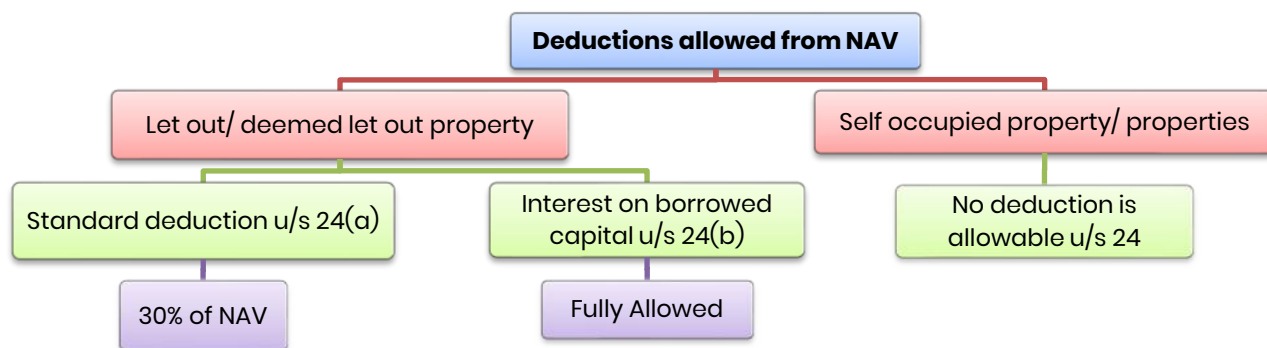 Deductions allowed from NAV
Let out/ deemed let out property
Self occupied property/ properties
Standard deduction u/s 24(a)
Interest on borrowed
capital u/s 24(b)
No deduction is
allowable u/s 24
30% of NAV
Fully Allowed